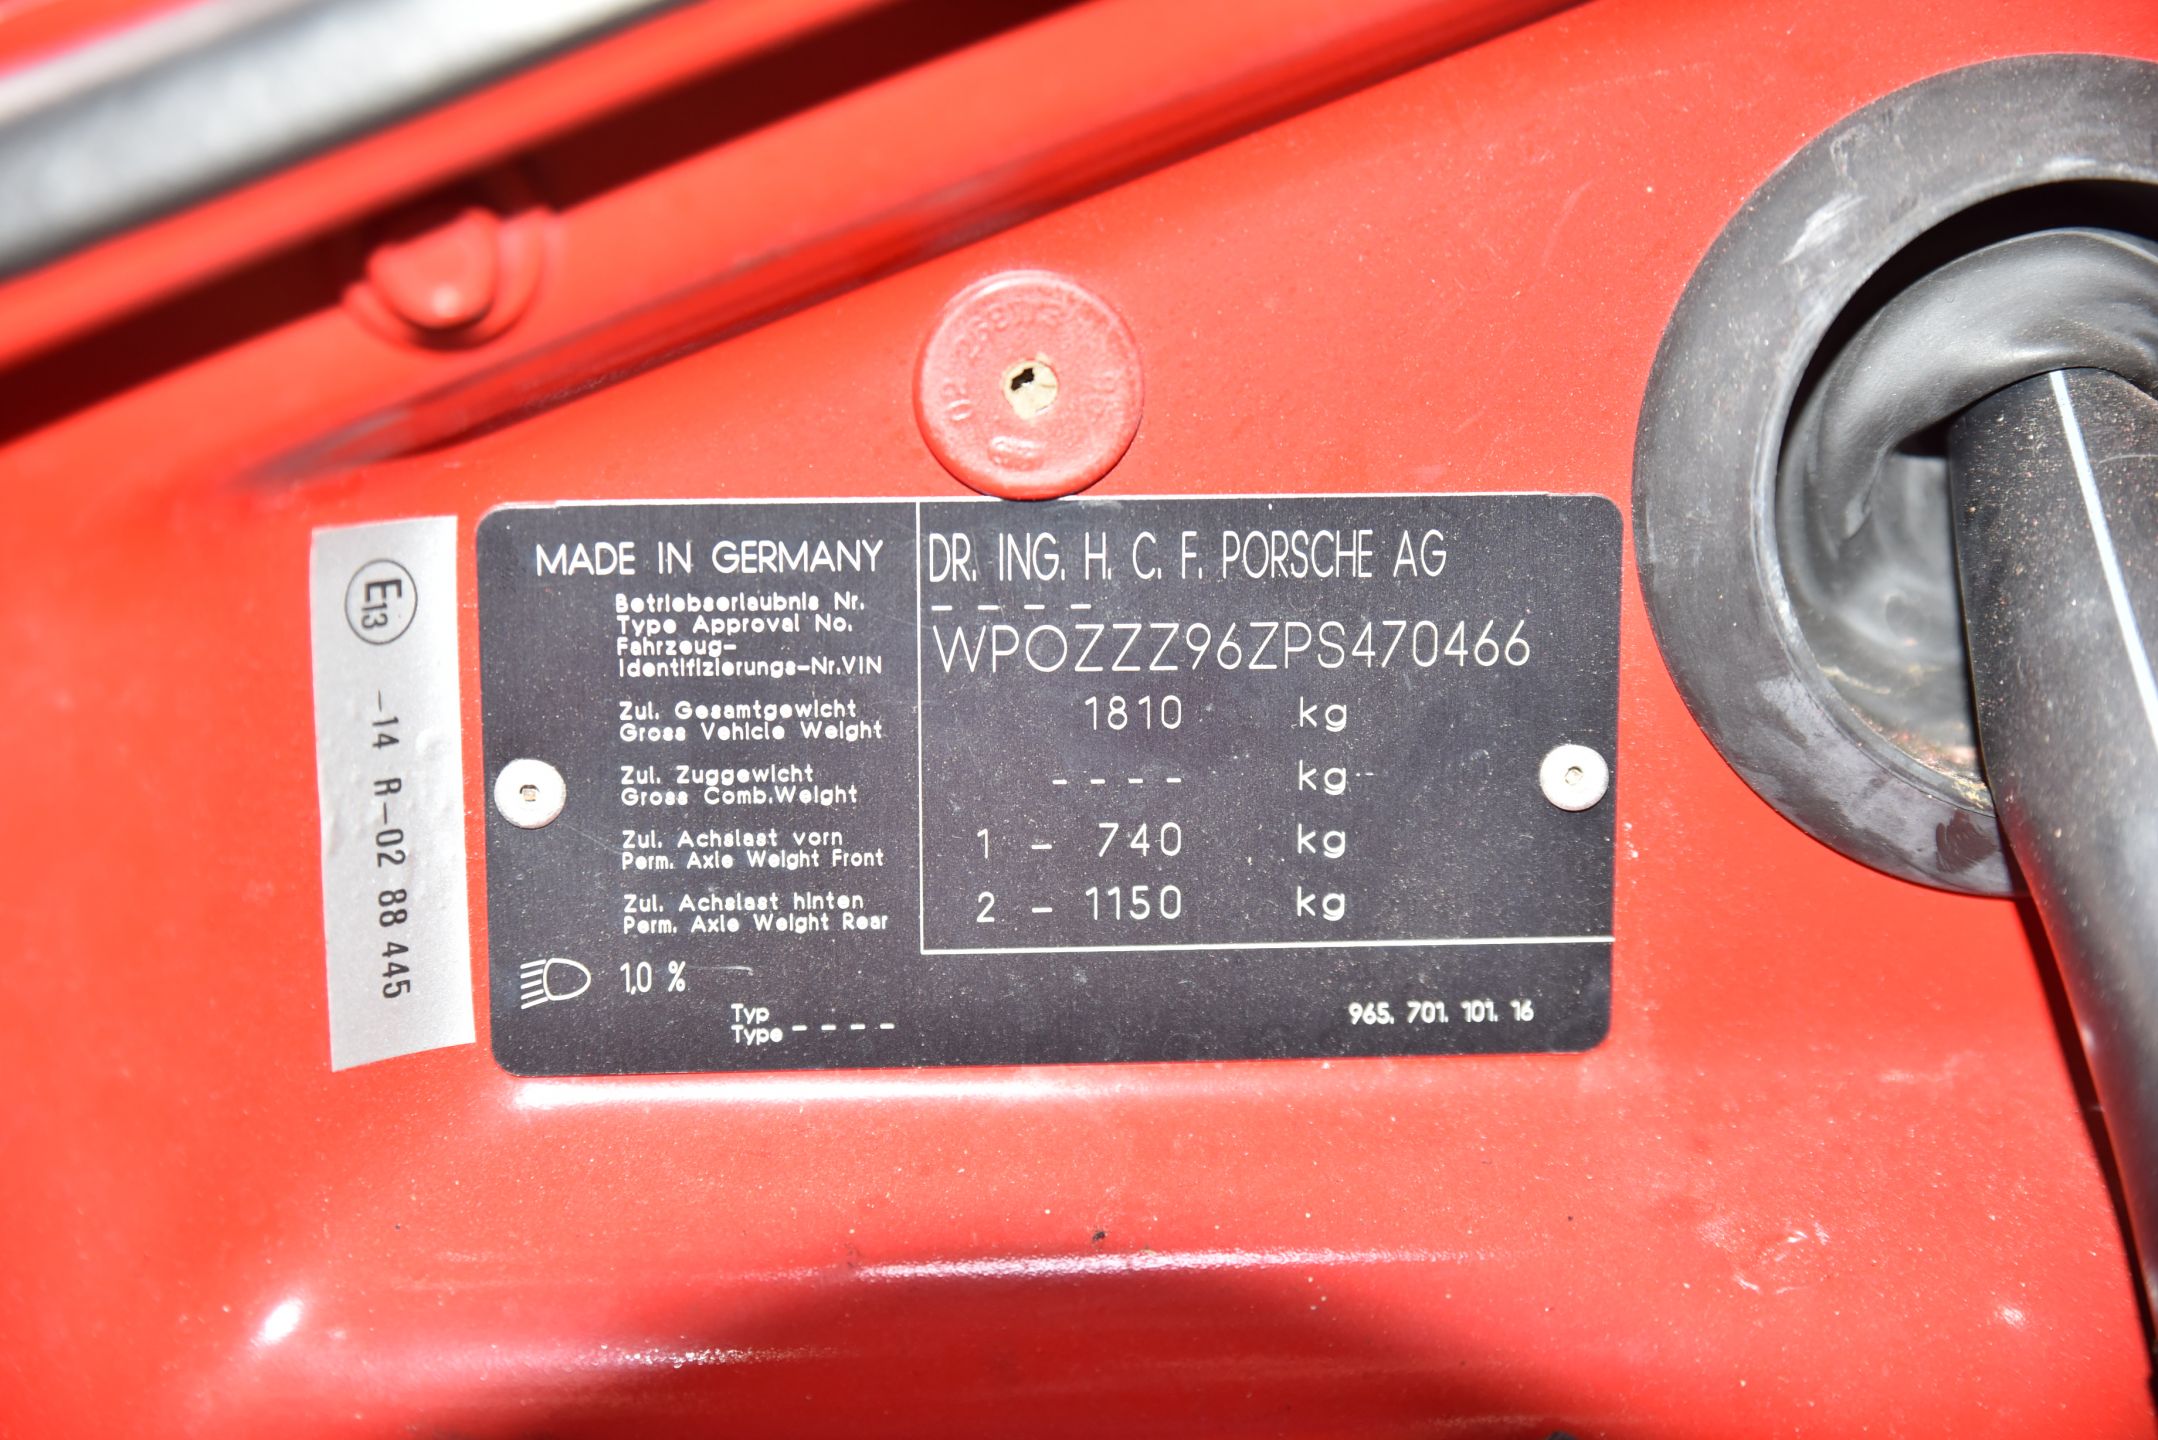 E13
-14 R-02 88 445
MADE IN GERMANY
DR. ING. H. C. F. PORSCHE AG
Betriebserlaubnis Nr.
Type Approval No.
- - - -
Fahrzeug-
Identifizierungs-Nr.VIN
WPOZZZ96ZPS470466
Zul. Gesamtgewicht
Gross Vehicle Weight
1810 kg
Zul. Zuggewicht
Gross Comb.Weight
- - - - kg
Zul. Achslast vorn
Perm. Axle Weight Front
1 - 740 kg
Zul. Achslast hinten
Perm. Axle Weight Rear
2 - 1150 kg
1,0 %
Typ
Type - - - -
965. 701. 101. 16